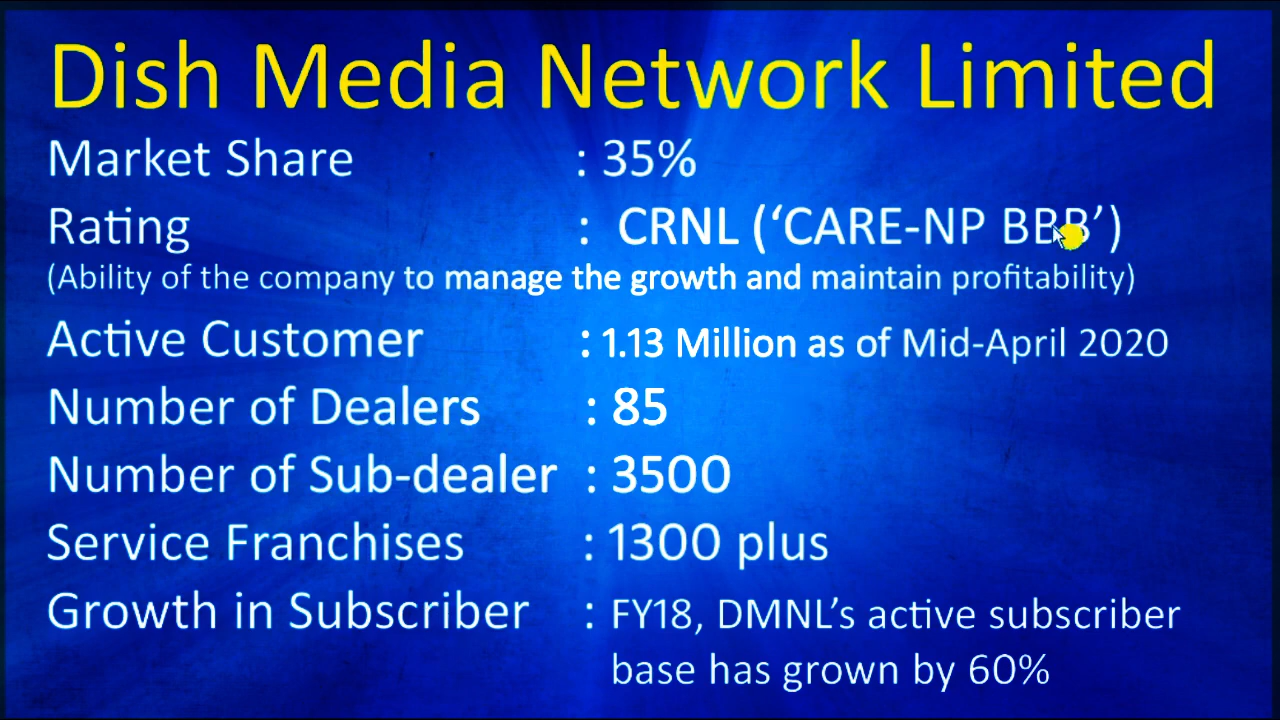 Dish Media Network Limited
Market Share : 35%
Rating : CRNL (‘CARE-NP BBB’)
(Ability of the company to manage the growth and maintain profitability)
Active Customer : 1.13 Million as of Mid-April 2020
Number of Dealers : 85
Number of Sub-dealer : 3500
Service Franchises : 1300 plus
Growth in Subscriber : FY18, DMNL’s active subscriber
base has grown by 60%